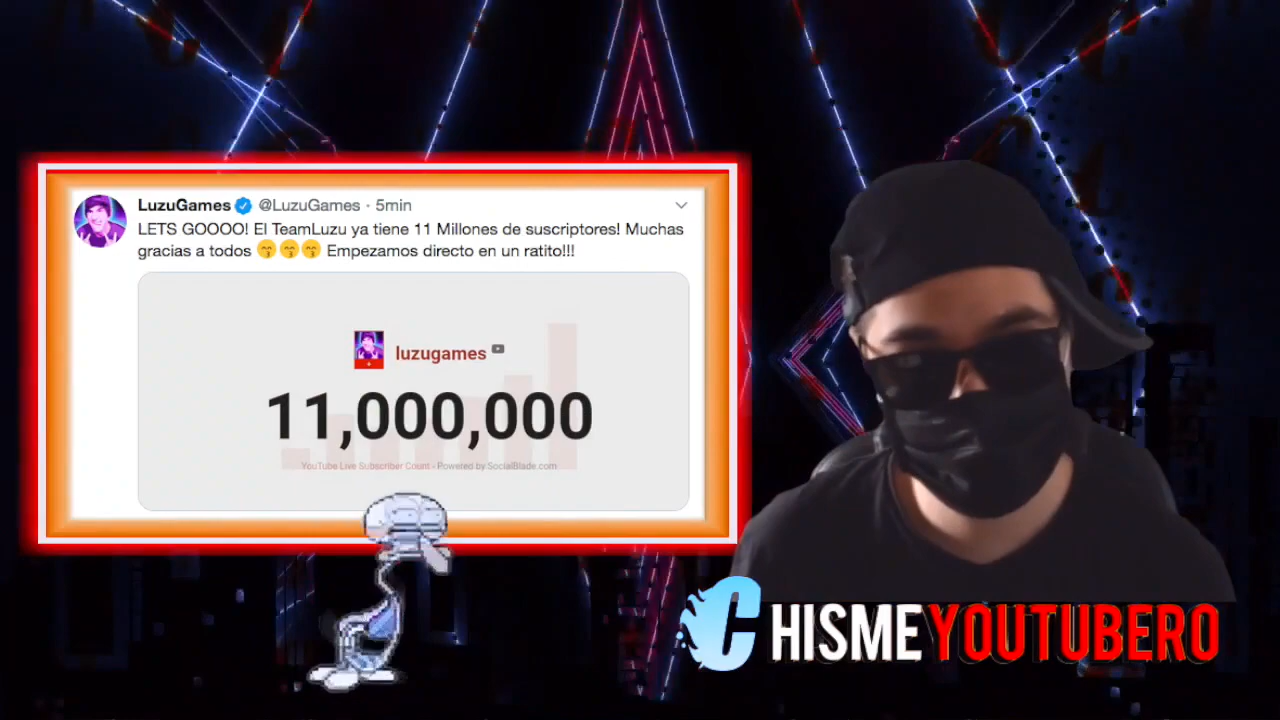 LuzuGames @LuzuGames · 5min
LETS GOOOO! El TeamLuzu ya tiene 11 Millones de suscriptores! Muchas
gracias a todos 😙😙😙 Empezamos directo en un ratito!!!
luzugames
11,000,000
YouTube Live Subscriber Count - Powered by SocialBlade.com
CHISMEYOUTUBERO